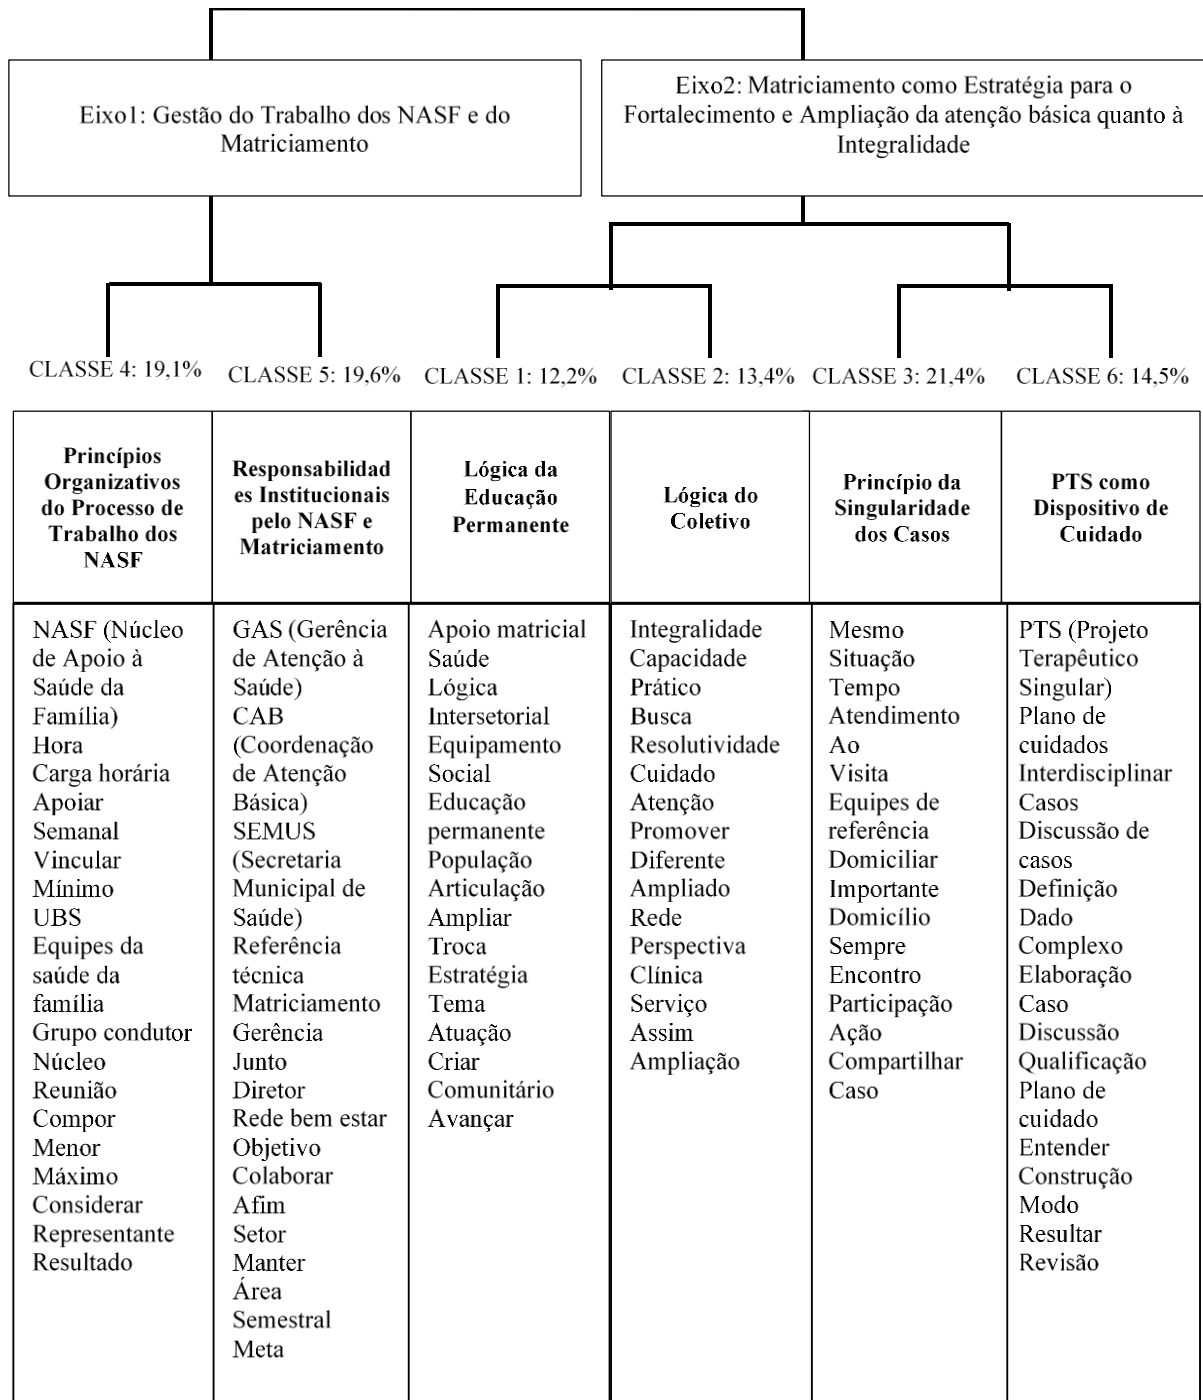 Eixo1: Gestão do Trabalho dos NASF e do
Matriciamento
Eixo2: Matriciamento como Estratégia para o
Fortalecimento e Ampliação da atenção básica quanto à
Integralidade
CLASSE 4: 19,1%
CLASSE 5: 19,6%
CLASSE 1: 12,2%
CLASSE 2: 13,4%
CLASSE 3: 21,4%
CLASSE 6: 14,5%
Princípios
Organizativos
do Processo de
Trabalho dos
NASF
Responsabilidad
es Institucionais
pelo NASF e
Matriciamento
Lógica da
Educação
Permanente
Lógica do
Coletivo
Princípio da
Singularidade
dos Casos
PTS como
Dispositivo de
Cuidado
NASF (Núcleo
de Apoio à
Saúde da
Família)
Hora
Carga horária
Apoiar
Semanal
Vincular
Mínimo
UBS
Equipes da
saúde da
família
Grupo condutor
Núcleo
Reunião
Compor
Menor
Máximo
Considerar
Representante
Resultado
GAS (Gerência
de Atenção à
Saúde)
CAB
(Coordenação
de Atenção
Básica)
SEMUS
(Secretaria
Municipal de
Saúde)
Referência
técnica
Matriciamento
Gerência
Junto
Diretor
Rede bem estar
Objetivo
Colaborar
Afim
Setor
Manter
Área
Semestral
Meta
Apoio matricial
Saúde
Lógica
Intersetorial
Equipamento
Social
Educação
permanente
População
Articulação
Ampliar
Troca
Estratégia
Tema
Atuação
Criar
Comunitário
Avançar
Integralidade
Capacidade
Prático
Busca
Resolutividade
Cuidado
Atenção
Promover
Diferente
Ampliado
Rede
Perspectiva
Clínica
Serviço
Assim
Ampliação
Mesmo
Situação
Tempo
Atendimento
Ao
Visita
Equipes de
referência
Domiciliar
Importante
Domicílio
Sempre
Encontro
Participação
Ação
Compartilhar
Caso
PTS (Projeto
Terapêutico
Singular)
Plano de
cuidados
Interdisciplinar
Casos
Discussão de
casos
Definição
Dado
Complexo
Elaboração
Caso
Discussão
Qualificação
Plano de
cuidado
Entender
Construção
Modo
Resultar
Revisão